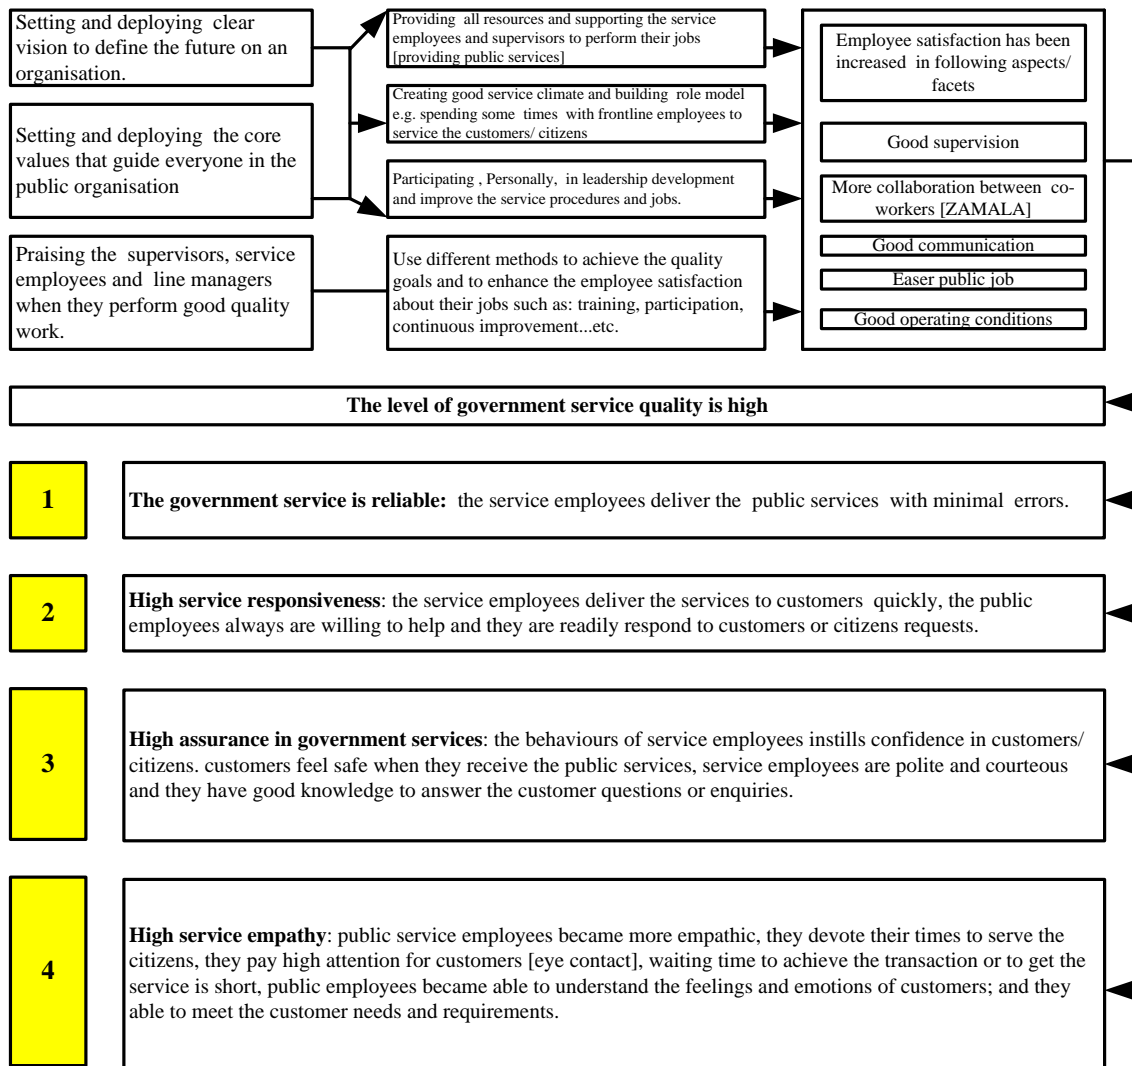 Setting and deploying clear
vision to define the future on an
organisation.
Setting and deploying the core
values that guide everyone in the
public organisation
Praising the supervisors, service
employees and line managers
when they perform good quality
work.
Providing all resources and supporting the service
employees and supervisors to perform their jobs
[providing public services]
Creating good service climate and building role model
e.g. spending some times with frontline employees to
service the customers/ citizens
Participating , Personally, in leadership development
and improve the service procedures and jobs.
Use different methods to achieve the quality
goals and to enhance the employee satisfaction
about their jobs such as: training, participation,
continuous improvement...etc.
Employee satisfaction has been
increased in following aspects/
facets
Good supervision
More collaboration between co-
workers [ZAMALA]
Good communication
Easer public job
Good operating conditions
The level of government service quality is high
1
The government service is reliable: the service employees deliver the public services with minimal errors.
2
High service responsiveness: the service employees deliver the services to customers quickly, the public
employees always are willing to help and they are readily respond to customers or citizens requests.
3
High assurance in government services: the behaviours of service employees instills confidence in customers/
citizens. customers feel safe when they receive the public services, service employees are polite and courteous
and they have good knowledge to answer the customer questions or enquiries.
4
High service empathy: public service employees became more empathic, they devote their times to serve the
citizens, they pay high attention for customers [eye contact], waiting time to achieve the transaction or to get the
service is short, public employees became able to understand the feelings and emotions of customers; and they
able to meet the customer needs and requirements.